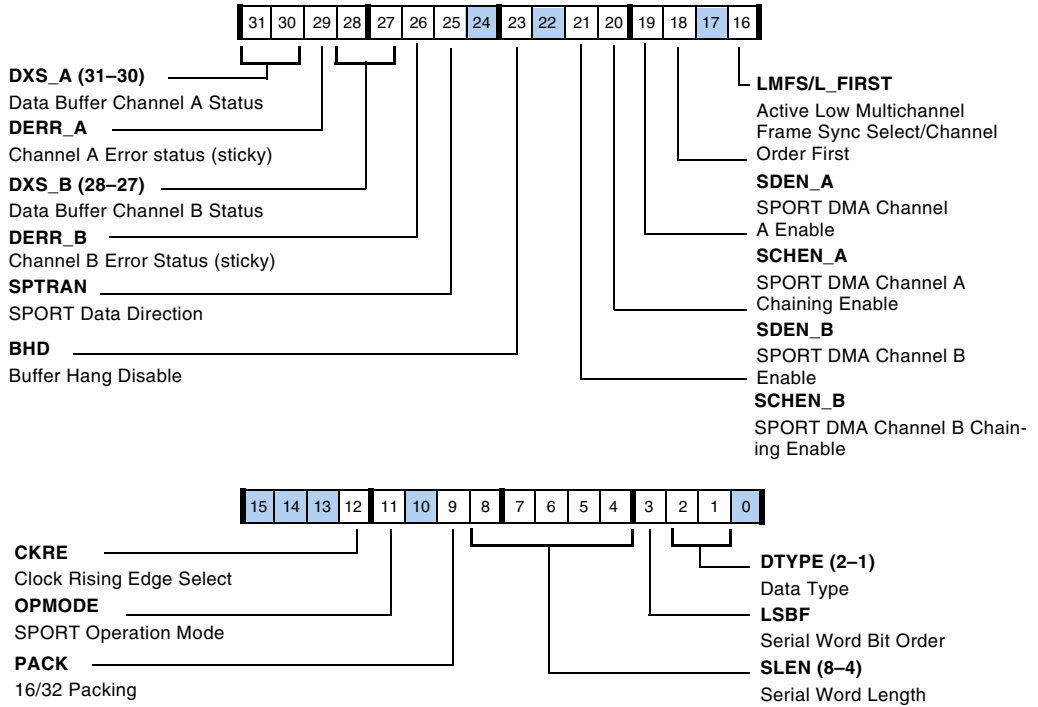 31 30 29 28 27 26 25 24 23 22 21 20 19 18 17 16
DXS_A (31–30)
Data Buffer Channel A Status
DERR_A
Channel A Error status (sticky)
DXS_B (28–27)
Data Buffer Channel B Status
DERR_B
Channel B Error Status (sticky)
SPTRAN
SPORT Data Direction
BHD
Buffer Hang Disable
LMFS/L_FIRST
Active Low Multichannel
Frame Sync Select/Channel
Order First
SDEN_A
SPORT DMA Channel
A Enable
SCHEN_A
SPORT DMA Channel A
Chaining Enable
SDEN_B
SPORT DMA Channel B
Enable
SCHEN_B
SPORT DMA Channel B Chain-
ing Enable
15 14 13 12 11 10 9 8 7 6 5 4 3 2 1 0
CKRE
Clock Rising Edge Select
OPMODE
SPORT Operation Mode
PACK
16/32 Packing
DTYPE (2–1)
Data Type
LSBF
Serial Word Bit Order
SLEN (8–4)
Serial Word Length